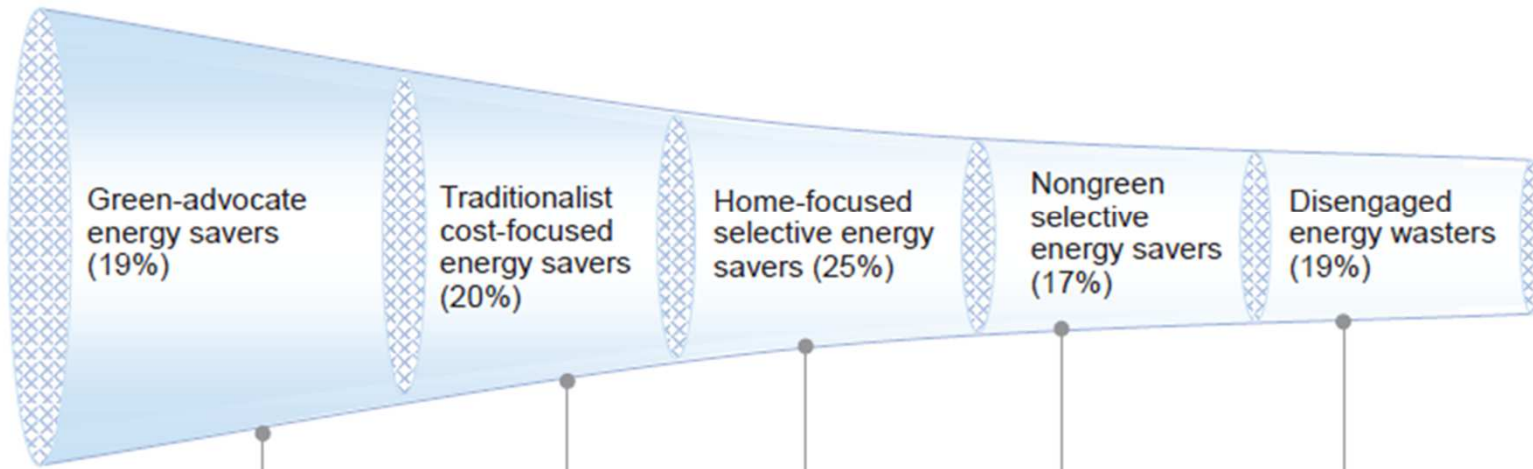 Green-advocate
energy savers
(19%)
Traditionalist
cost-focused
energy savers
(20%)
Home-focused
selective energy
savers (25%)
Nongreen
selective
energy savers
(17%)
Disengaged
energy wasters
(19%)